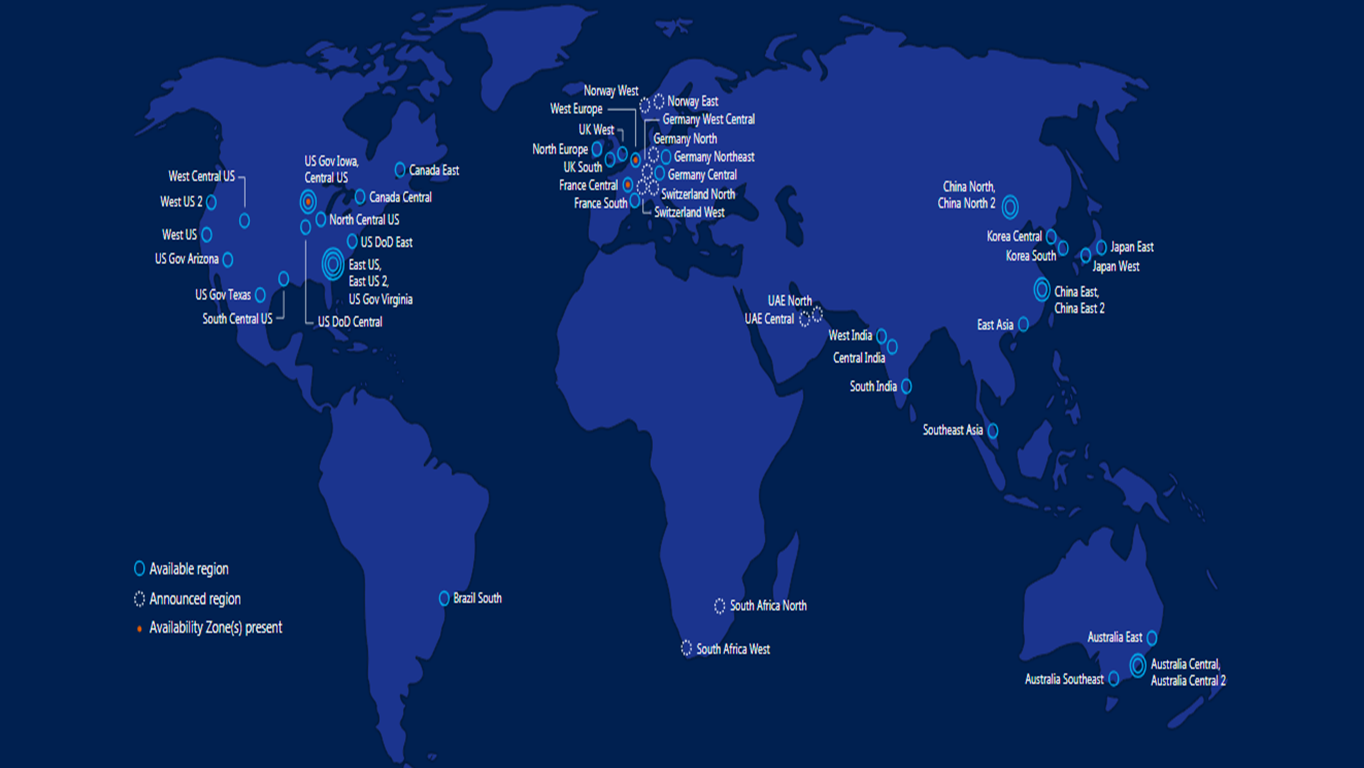 Norway West
Norway East
West Europe
Germany West Central
UK West
Germany North
North Europe
Germany Northeast
UK South
Germany Central
France Central
Switzerland North
France South
Switzerland West
US Gov Iowa,
Central US
Canada East
West Central US
West US 2
Canada Central
North Central US
West US
US DoD East
US Gov Arizona
East US,
East US 2,
US Gov Virginia
US Gov Texas
South Central US
US DoD Central
China North,
China North 2
Korea Central
Korea South
Japan East
Japan West
China East,
China East 2
East Asia
UAE North
UAE Central
West India
Central India
South India
Southeast Asia
Available region
Announced region
Availability Zone(s) present
Brazil South
South Africa North
South Africa West
Australia East
Australia Central,
Australia Central 2
Australia Southeast